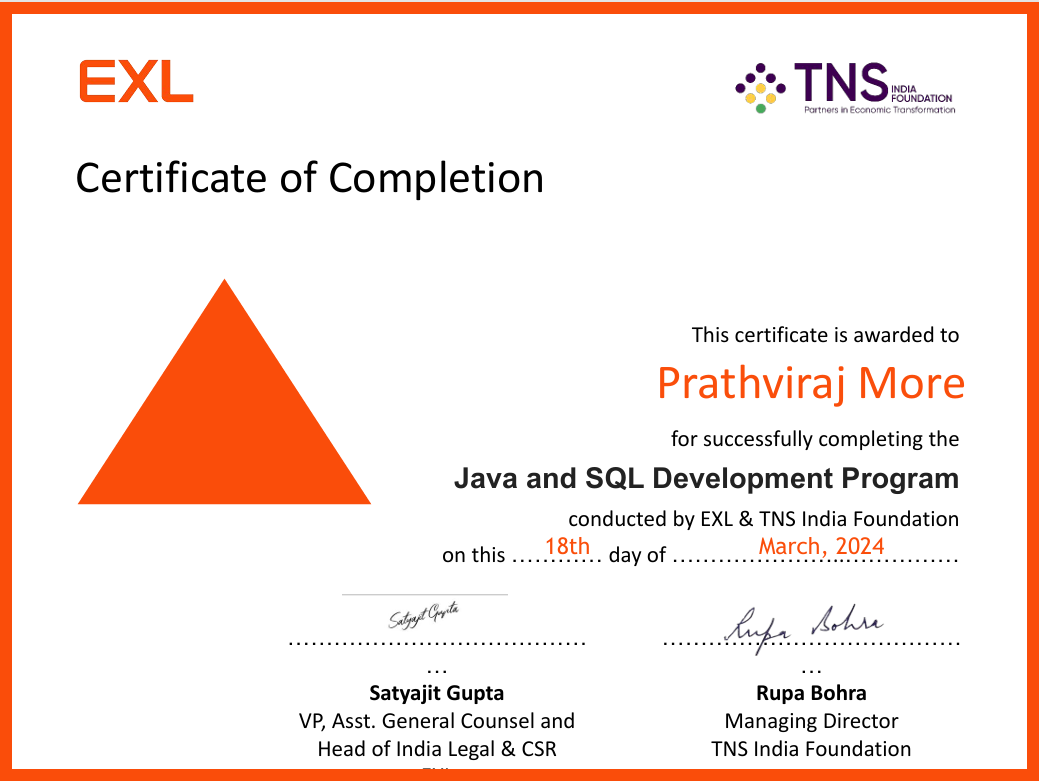 EXL
TNS INDIA FOUNDATION
Partners in Economic Transformation
Certificate of Completion
This certificate is awarded to
Prathviraj More
for successfully completing the
Java and SQL Development Program
conducted by EXL & TNS India Foundation
on this ............ 18th day of ........................................ March, 2024
Satyajit Gupta
Rupa Bohra
.......................................
.......................................
...
...
Satyajit Gupta
VP, Asst. General Counsel and
Head of India Legal & CSR
Rupa Bohra
Managing Director
TNS India Foundation